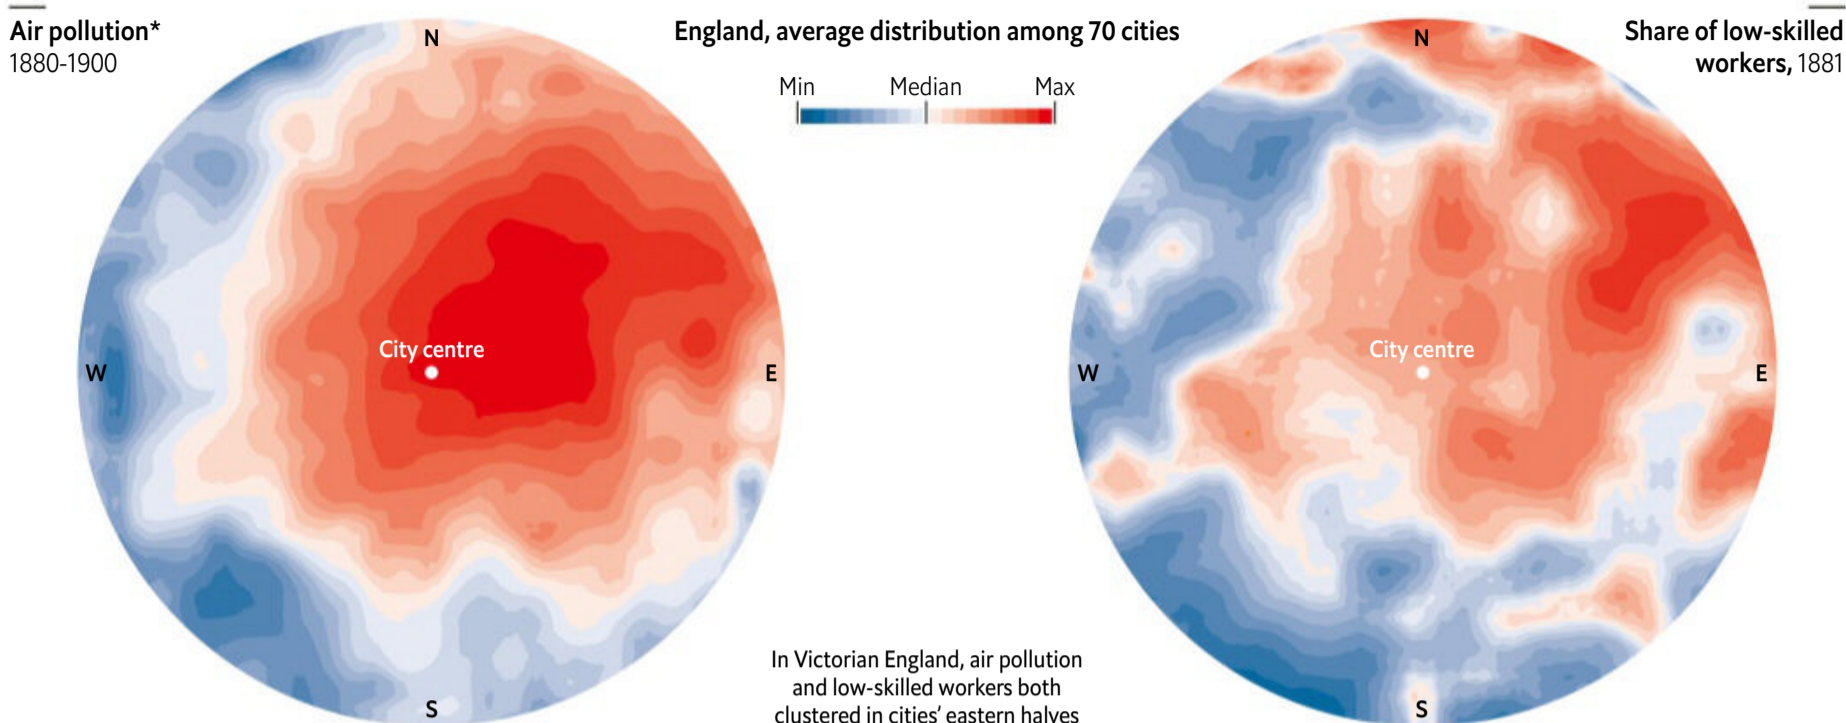 Air pollution*
1880-1900
England, average distribution among 70 cities
Min
Median
Max
Share of low-skilled
workers, 1881
N
W
City centre
E
S
N
W
City centre
E
S
In Victorian England, air pollution
and low-skilled workers both
clustered in cities’ eastern halves